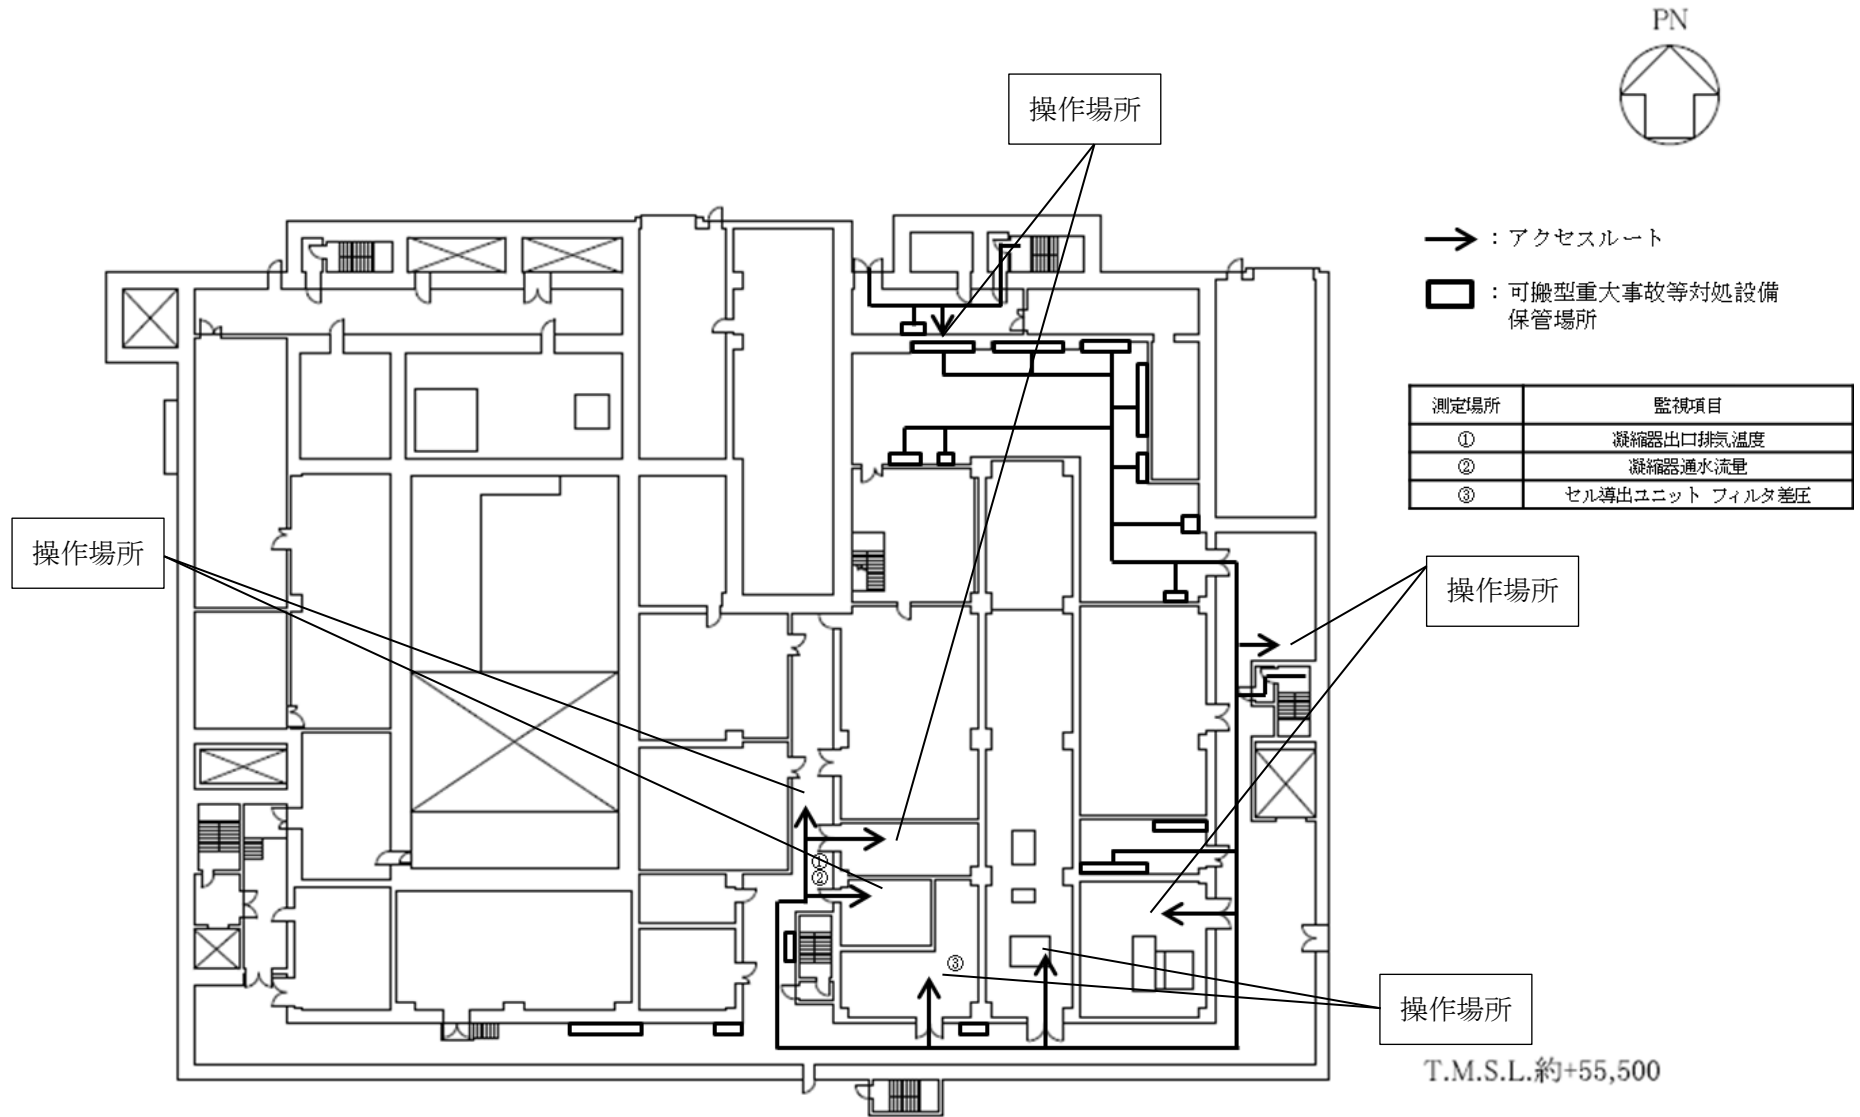 PN
操作場所
：アクセスルート
：可搬型重大事故等対処設備
保管場所
測定場所 監視項目
① 凝縮器出口排気温度
② 凝縮器通水流量
③ セル導出ユニット フィルタ差圧
操作場所
操作場所
①
②
③
操作場所
T.M.S.L.約+55,500